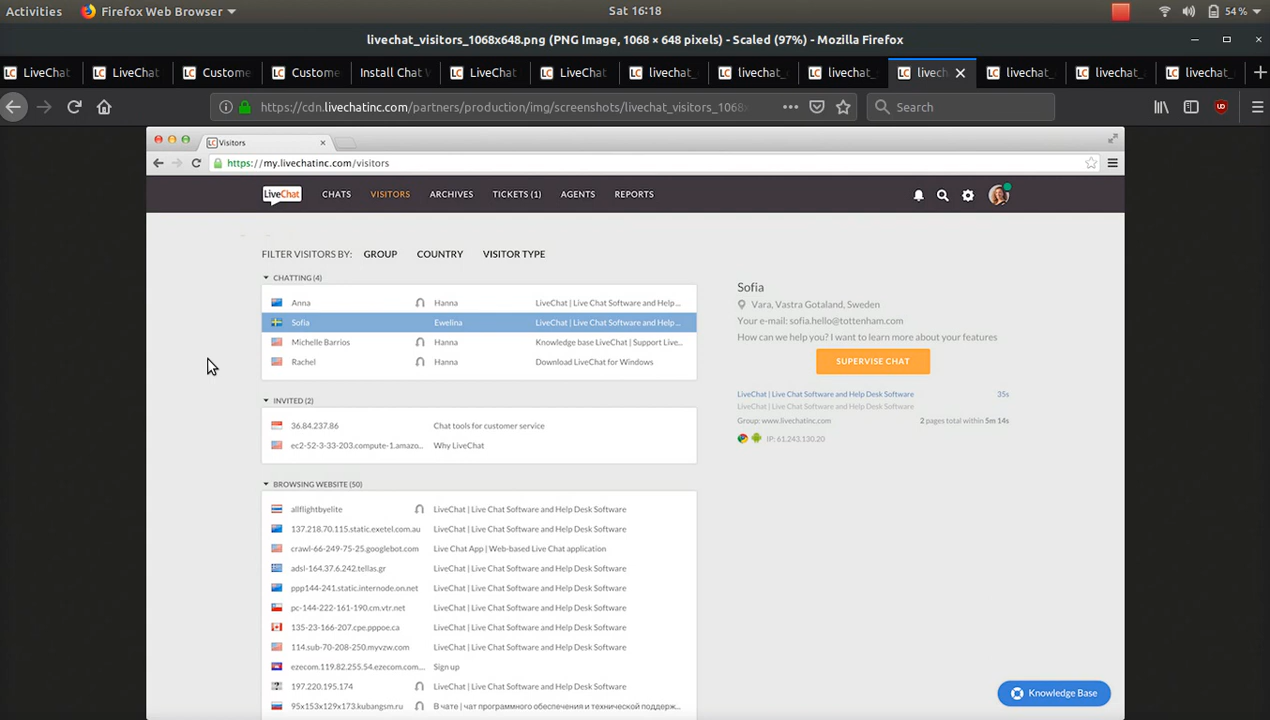 Activities Firefox Web Browser Sat 16:18 54 %
livechat_visitors_1068x648.png (PNG Image, 1068 × 648 pixels) - Scaled (97%) - Mozilla Firefox
LiveChat LiveChat Custome Custome Install Chat LiveChat LiveChat livechat_ livechat_ livechat_ livech livechat_ livechat_ livechat_
https://cdn.livechatinc.com/partners/production/img/screenshots/livechat_visitors_1068x Search
LC Visitors
https://my.livechatinc.com/visitors
LiveChat CHATS VISITORS ARCHIVES TICKETS (1) AGENTS REPORTS
FILTER VISITORS BY: GROUP COUNTRY VISITOR TYPE
CHATTING (4)
Anna Hanna LiveChat | Live Chat Software and Help ...
Sofia Ewelina LiveChat | Live Chat Software and Help ...
Michelle Barrios Hanna Knowledge base LiveChat | Support Live...
Rachel Hanna Download LiveChat for Windows
INVITED (2)
36.84.237.86 Chat tools for customer service
ec2-52-3-33-203.compute-1.amazo... Why LiveChat
BROWSING WEBSITE (50)
allflightbyelite LiveChat | Live Chat Software and Help Desk Software
137.218.70.115.static.exetel.com.au LiveChat | Live Chat Software and Help Desk Software
crawl-66-249-75-25.googlebot.com Live Chat App | Web-based Live Chat application
adsl-164.37.6.242.tellas.gr LiveChat | Live Chat Software and Help Desk Software
ppp144-241.static.internode.on.net LiveChat | Live Chat Software and Help Desk Software
pc-144-222-161-190.cm.vtr.net LiveChat | Live Chat Software and Help Desk Software
135-23-166-207.cpe.pppoe.ca LiveChat | Live Chat Software and Help Desk Software
114.sub-70-208-250.myvzw.com LiveChat | Live Chat Software and Help Desk Software
ezecom.119.82.255.54.ezecom.com... Sign up
197.220.195.174 LiveChat | Live Chat Software and Help Desk Software
95x153x129x173.kubangsm.ru В чате | чат программного обеспечения и технической поддерж...
Sofia
Vara, Vastra Gotaland, Sweden
Your e-mail: sofia.hello@tottenham.com
How can we help you? I want to learn more about your features
SUPERVISE CHAT
LiveChat | Live Chat Software and Help Desk Software 35s
LiveChat | Live Chat Software and Help Desk Software
Group: www.livechatinc.com 2 pages total within 5m 14s
IP: 61.243.130.20
Knowledge Base